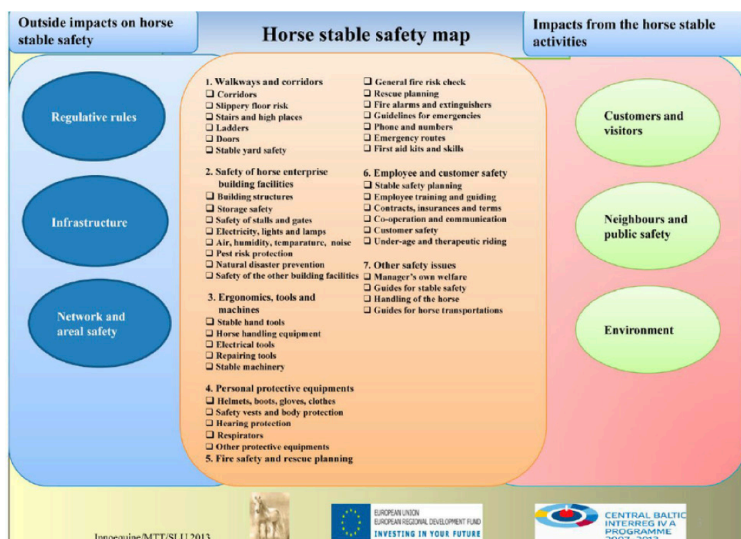 Outside impacts on horse
stable safety
Horse stable safety map
Impacts from the horse stable
activities
Regulative rules
Infrastructure
Network and
areal safety
1. Walkways and corridors
Corridors
Slippery floor risk
Stairs and high places
Ladders
Doors
Stable yard safety
2. Safety of horse enterprise
building facilities
Building structures
Storage safety
Safety of stalls and gates
Electricity, lights and lamps
Air, humidity, temparature, noise
Pest risk protection
Natural disaster prevention
Safety of the other building facilities
3. Ergonomics, tools and
machines
Stable hand tools
Horse handling equipment
Electrical tools
Repairing tools
Stable machinery
4. Personal protective equipments
Helmets, boots, gloves, clothes
Safety vests and body protection
Hearing protection
Respirators
Other protective equipments
5. Fire safety and rescue planning
General fire risk check
Rescue planning
Fire alarms and extinguishers
Guidelines for emergencies
Phone and numbers
Emergency routes
First aid kits and skills
6. Employee and customer safety
Stable safety planning
Employee training and guiding
Contracts, insurances and terms
Co-operation and communication
Customer safety
Under-age and therapeutic riding
7. Other safety issues
Manager's own welfare
Guides for stable safety
Handling of the horse
Guides for horse transportations
Customers and
visitors
Neighbours and
public safety
Environment
Innoequine/MTT/SLU 2013
EUROPEAN UNION
EUROPEAN REGIONAL DEVELOPMENT FUND
INVESTING IN YOUR FUTURE
CENTRAL BALTIC
INTERREG IV A
PROGRAMME
2007-2013